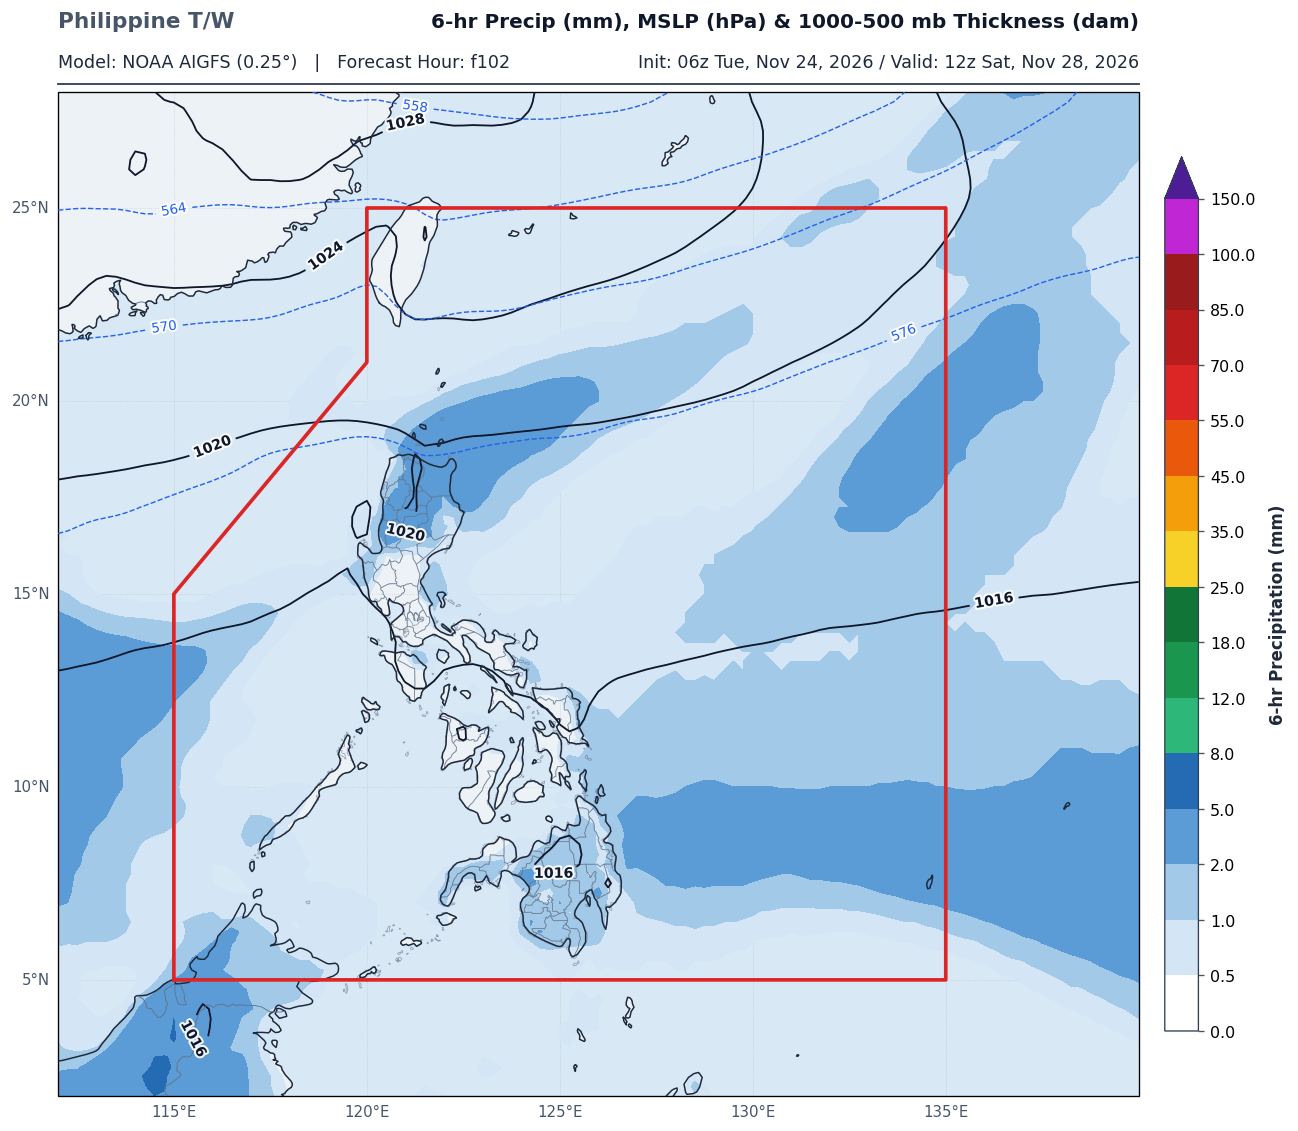 Philippine T/W
6-hr Precip (mm), MSLP (hPa) & 1000-500 mb Thickness (dam)
Model: NOAA AIGFS (0.25°) | Forecast Hour: f102
Init: 06z Tue, Nov 24, 2026 / Valid: 12z Sat, Nov 28, 2026
558
1028
564
1024
570
576
1020
1020
1016
1016
1016
25°N
20°N
15°N
10°N
5°N
115°E
120°E
125°E
130°E
135°E
150.0
100.0
85.0
70.0
55.0
45.0
35.0
25.0
18.0
12.0
8.0
5.0
2.0
1.0
0.5
0.0
6-hr Precipitation (mm)